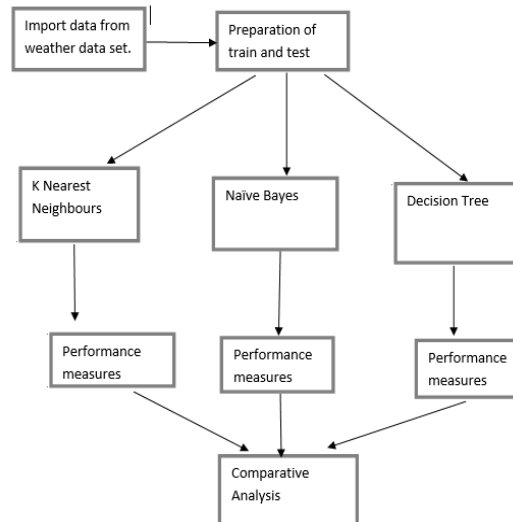 Import data from
weather data set.
Preparation of
train and test
K Nearest
Neighbours
Naïve Bayes
Decision Tree
Performance
measures
Performance
measures
Performance
measures
Comparative
Analysis